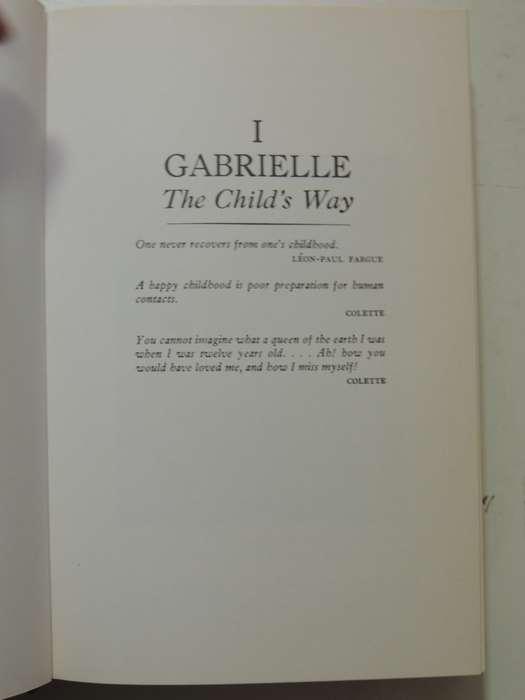 I
GABRIELLE
The Child's Way
One never recovers from one's childhood.
LÉON-PAUL FARGUE
A happy childhood is poor preparation for human
contacts.
COLETTE
You cannot imagine what a queen of the earth I was
when I was twelve years old. . . . Ah! how you
would have loved me, and how I miss myself!
COLETTE